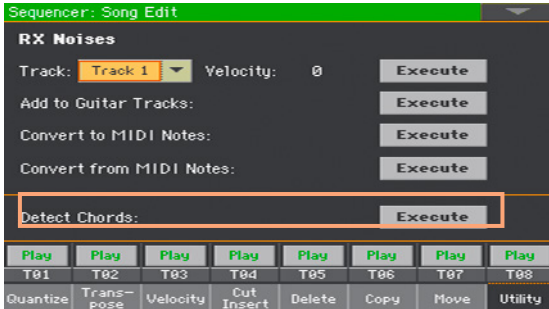 Sequencer: Song Edit
RX Noises
Track: Track 1 Velocity: 0 Execute
Add to Guitar Tracks: Execute
Convert to MIDI Notes: Execute
Convert from MIDI Notes: Execute
Detect Chords: Execute
Play Play Play Play Play Play Play Play
T01 T02 T03 T04 T05 T06 T07 T08
Quantize Trans- Velocity Cut Delete Copy Move Utility
pose Insert